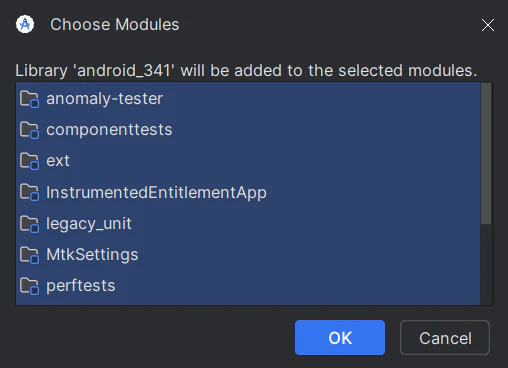 Choose Modules
Library 'android_341' will be added to the selected modules.
anomaly-tester
componenttests
ext
InstrumentedEntitlementApp
legacy_unit
MtkSettings
perftests
OK
Cancel